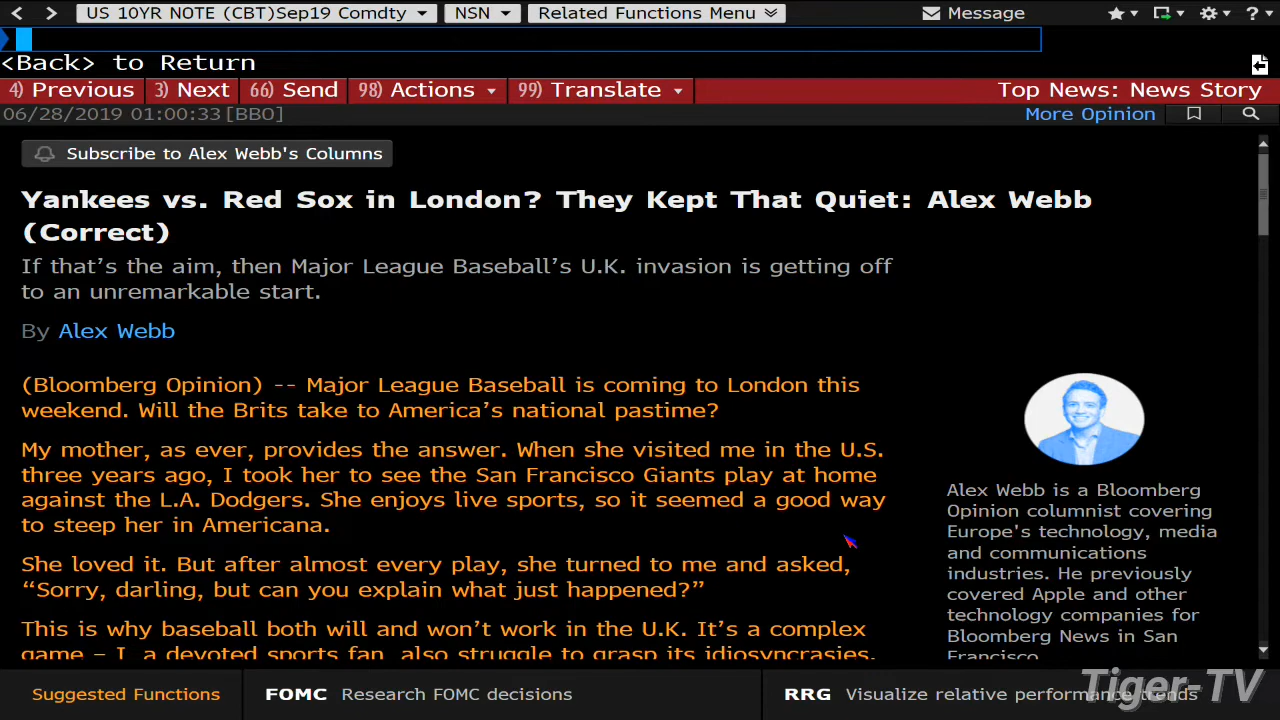 US 10YR NOTE (CBT)Sep19 Comdty NSN Related Functions Menu Message ?
<Back> to Return
4) Previous 3) Next 66) Send 98) Actions 99) Translate Top News: News Story
06/28/2019 01:00:33[BBO] More Opinion
Subscribe to Alex Webb's Columns
Yankees vs. Red Sox in London? They Kept That Quiet: Alex Webb
(Correct)
If that's the aim, then Major League Baseball's U.K. invasion is getting off
to an unremarkable start.
By Alex Webb
(Bloomberg Opinion) -- Major League Baseball is coming to London this
weekend. Will the Brits take to America's national pastime?
My mother, as ever, provides the answer. When she visited me in the U.S.
three years ago, I took her to see the San Francisco Giants play at home
against the L.A. Dodgers. She enjoys live sports, so it seemed a good way
to steep her in Americana.
She loved it. But after almost every play, she turned to me and asked,
“Sorry, darling, but can you explain what just happened?”
This is why baseball both will and won't work in the U.K. It's a complex
game – I, a devoted sports fan, also struggle to grasp its idiosyncrasies.
Alex Webb is a Bloomberg
Opinion columnist covering
Europe's technology, media
and communications
industries. He previously
covered Apple and other
technology companies for
Bloomberg News in San
Francisco.
Suggested Functions FOMC Research FOMC decisions RRG Visualize relative performance trends
Tiger-TV